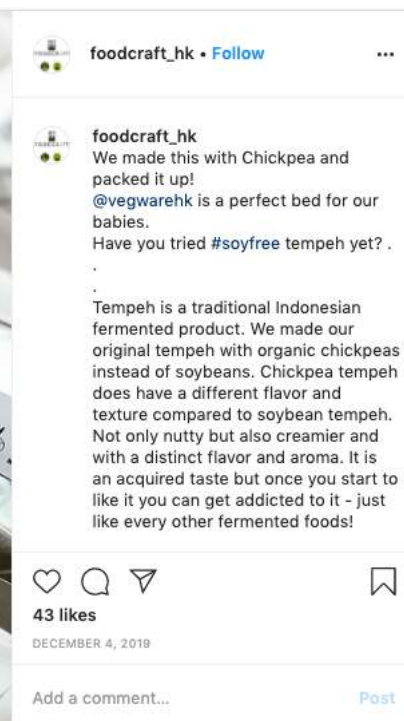 foodcraft_hk • Follow
...
foodcraft_hk
We made this with Chickpea and
packed it up!
@vegwarehk is a perfect bed for our
babies.
Have you tried #soyfree tempeh yet? .
.
.
Tempeh is a traditional Indonesian
fermented product. We made our
original tempeh with organic chickpeas
instead of soybeans. Chickpea tempeh
does have a different flavor and
texture compared to soybean tempeh.
Not only nutty but also creamier and
with a distinct flavor and aroma. It is
an acquired taste but once you start to
like it you can get addicted to it - just
like every other fermented foods!
43 likes
DECEMBER 4, 2019
Add a comment... Post